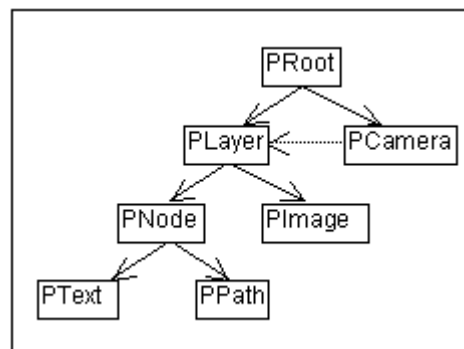 PRoot
PLayer
PCamera
PNode
PImage
PText
PPath